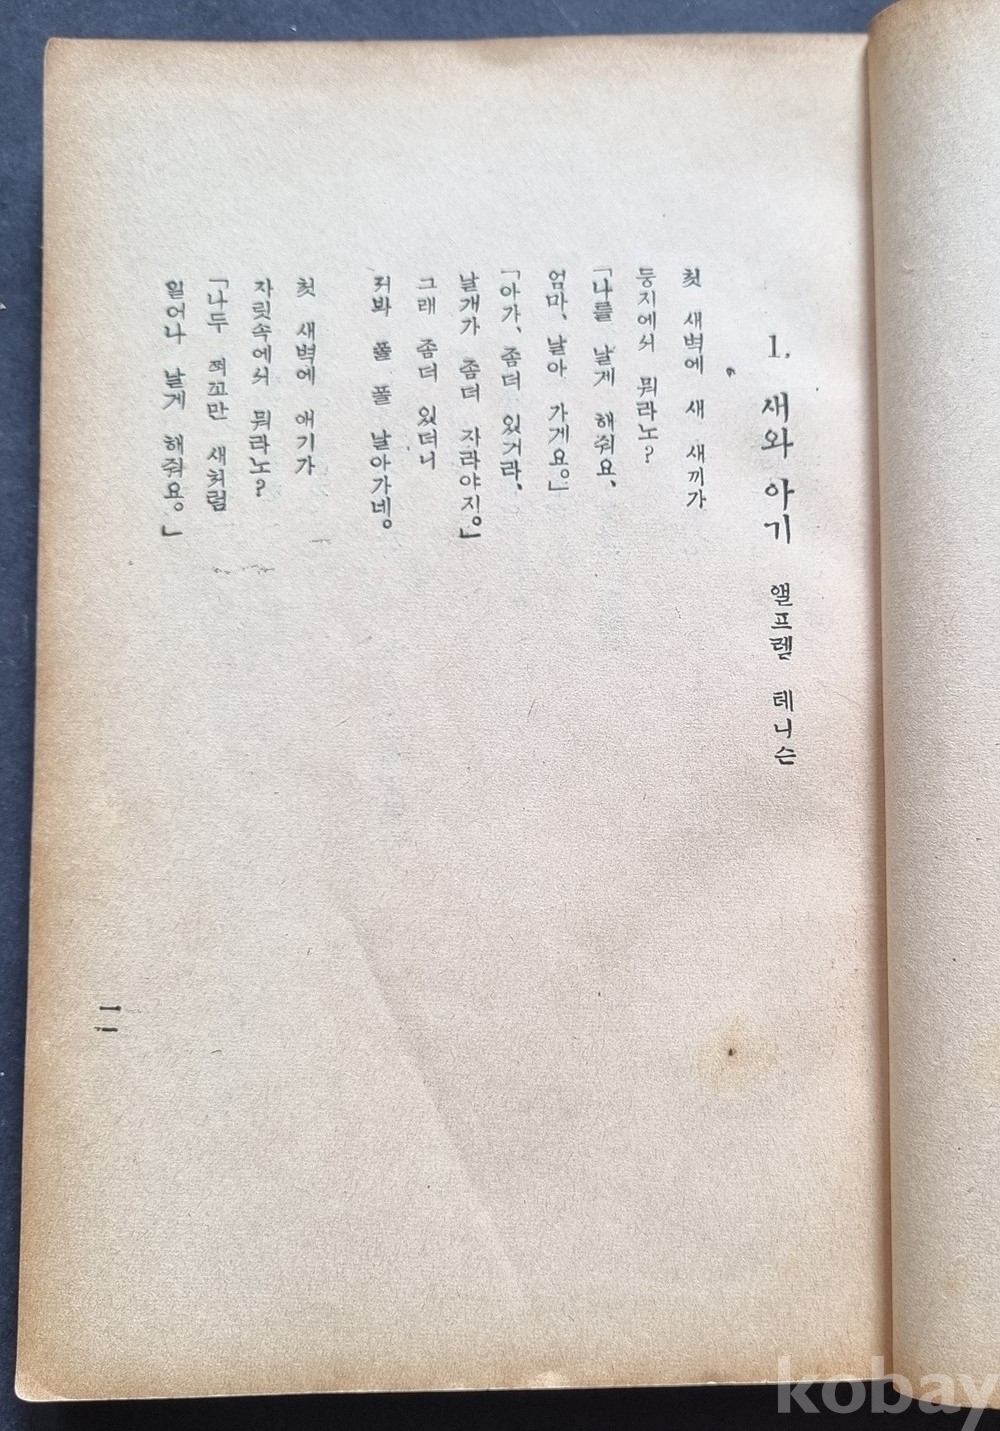 1. 새와 아기 앨프렡 테니슨
첫 새벽에 새 새끼가
둥지에서 뭐라노?
「나를 날게 해줘요、
엄마、날아 가게요。」
「아가、좀더 있거라、
날개가 좀더 자라야지。」
그래 좀더 있더니
저봐 폴 폴 날아가네。
첫 새벽에 애기가
자릿속에서 뭐라노?
「나두 쩌꼬만 새처럼
일어나 날게 해줘요。」
一一
kobay